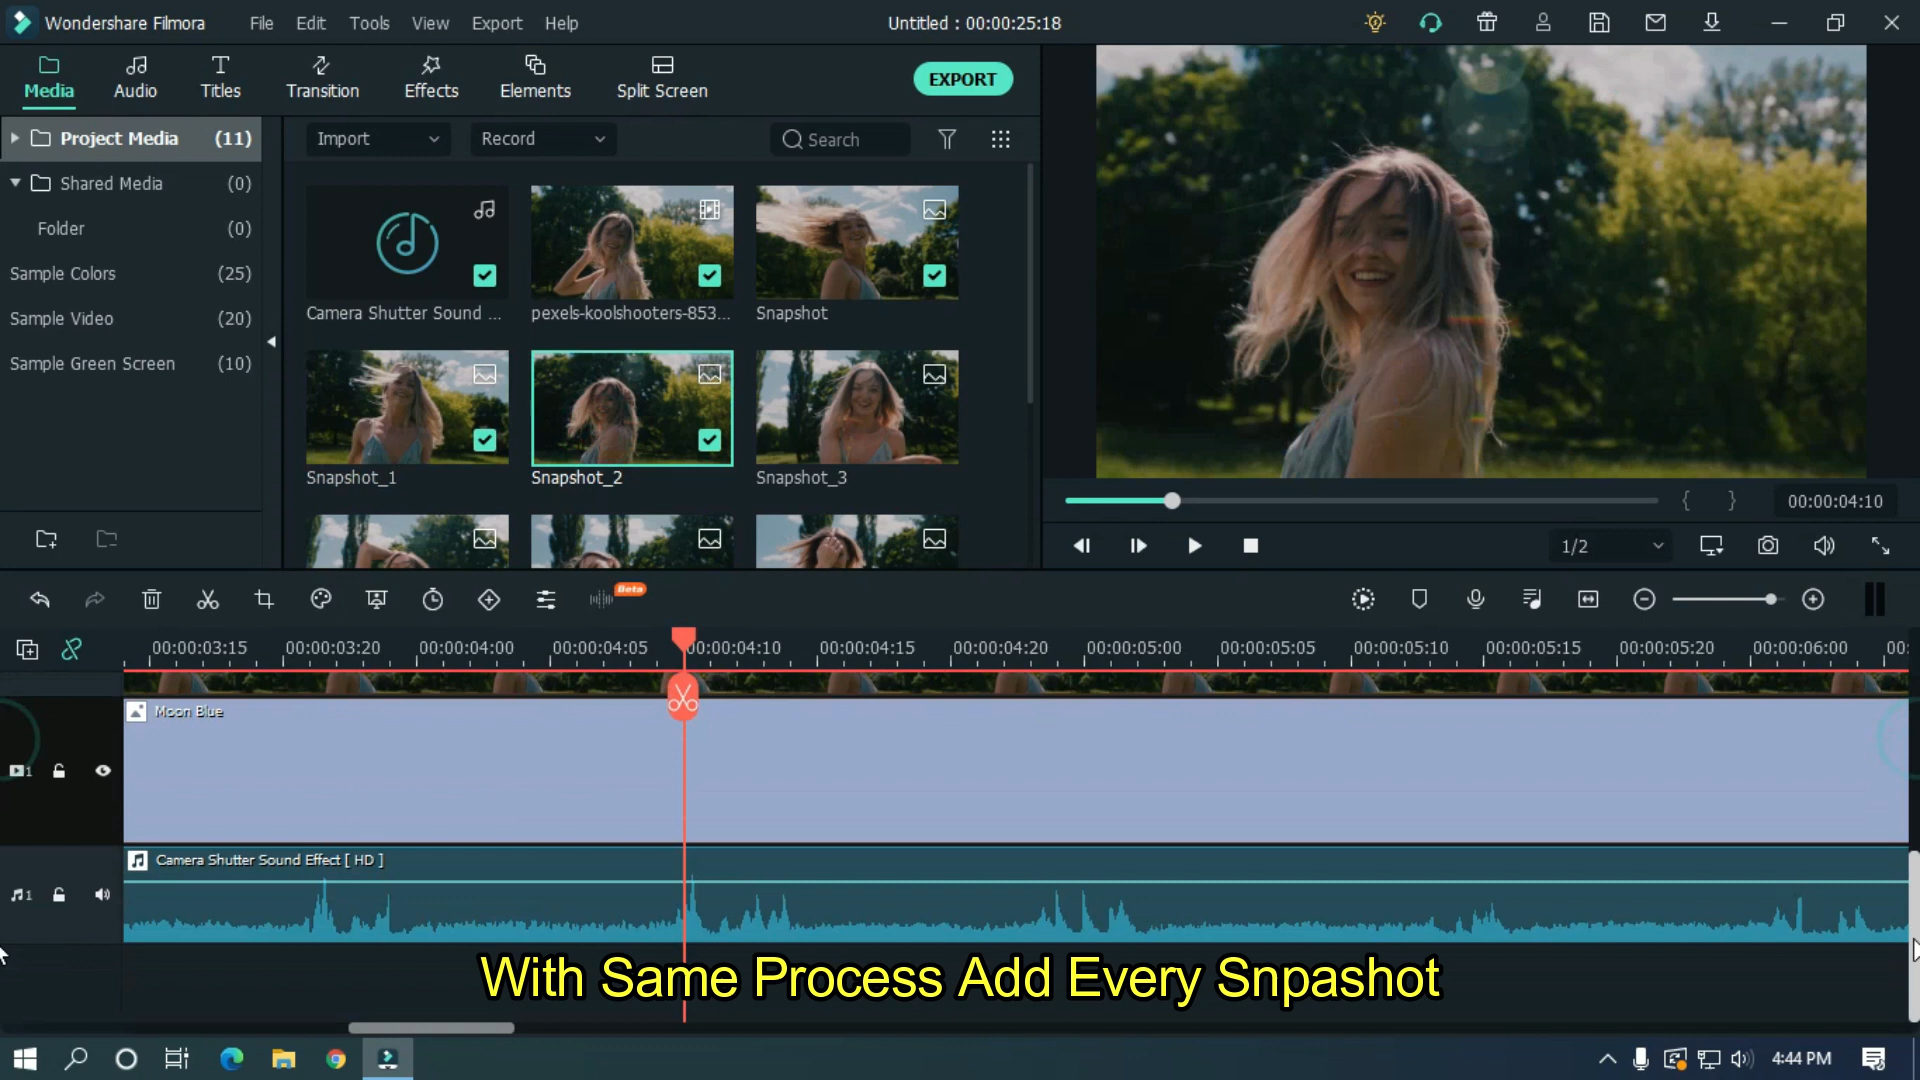 Wondershare Filmora File Edit Tools View Export Help Untitled : 00:00:25:18
Media Audio Titles Transition Effects Elements Split Screen EXPORT
Project Media (11)
Shared Media (0)
Folder (0)
Sample Colors (25)
Sample Video (20)
Sample Green Screen (10)
Import Record Search
Camera Shutter Sound ... pexels-koolshooters-853... Snapshot
Snapshot_1 Snapshot_2 Snapshot_3
{ } 00:00:04:10
1/2
Beta
00:00:03:15 00:00:03:20 00:00:04:00 00:00:04:05 00:00:04:10 00:00:04:15 00:00:04:20 00:00:05:00 00:00:05:05 00:00:05:10 00:00:05:15 00:00:05:20 00:00:06:00 00:
Moon Blue
1
Camera Shutter Sound Effect [ HD ]
1
With Same Process Add Every Snpashot
4:44 PM